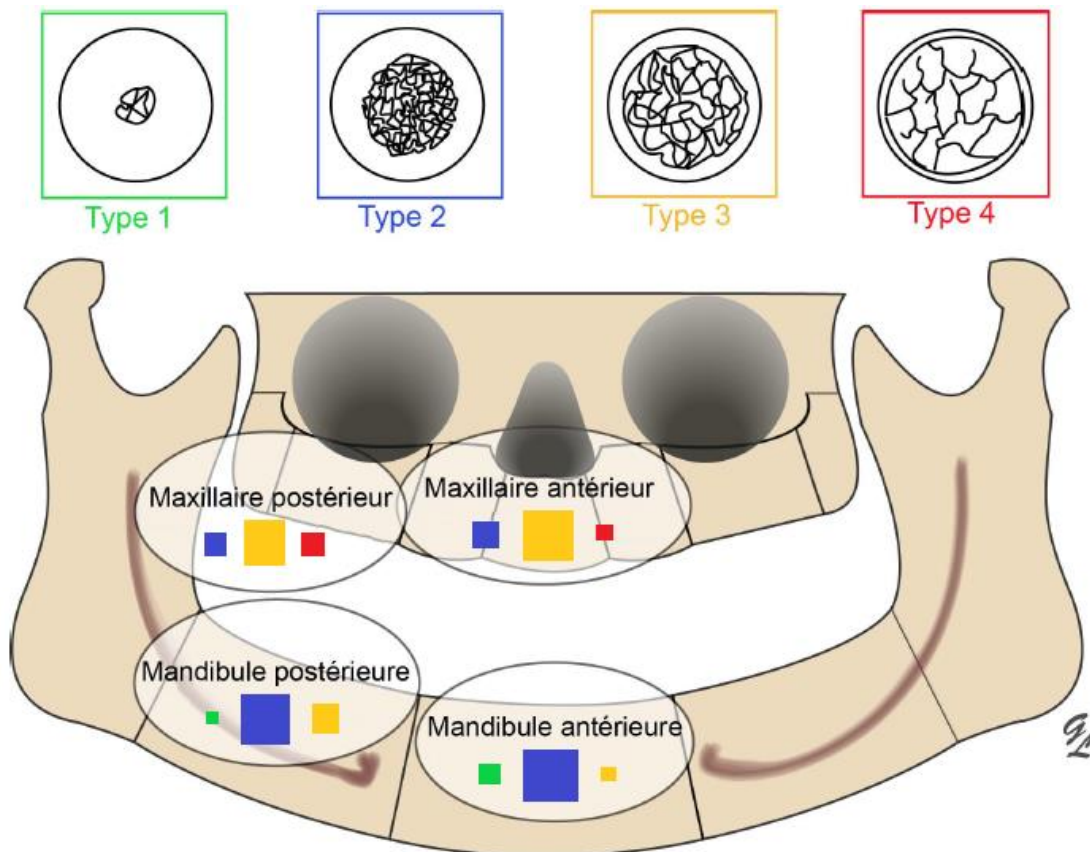 Type 1
Type 2
Type 3
Type 4
Maxillaire postérieur
Maxillaire antérieur
Mandibule postérieure
Mandibule antérieure